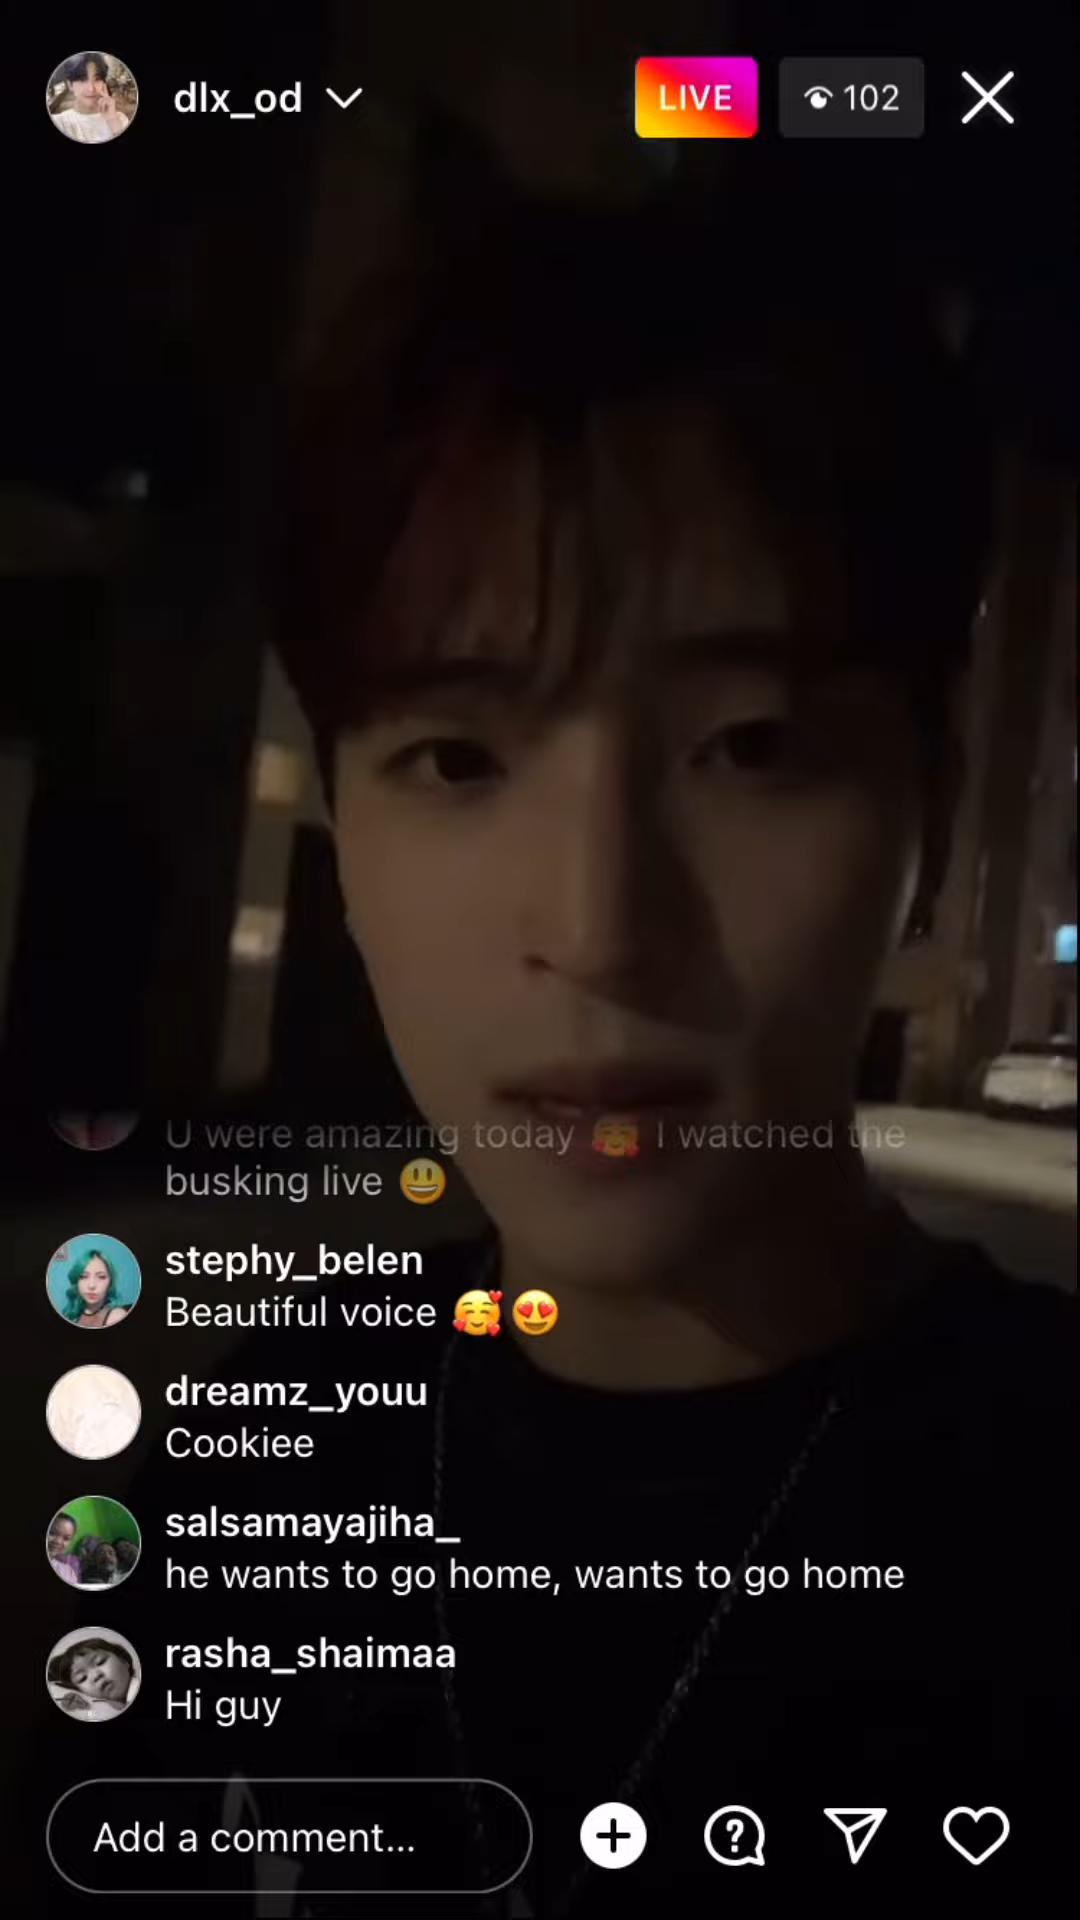 dlx_od
LIVE
102
U were amazing today 🥰 I watched the
busking live 😃
stephy_belen
Beautiful voice 🥰😍
dreamz_youu
Cookiee
salsamayajiha_
he wants to go home, wants to go home
rasha_shaimaa
Hi guy
Add a comment...